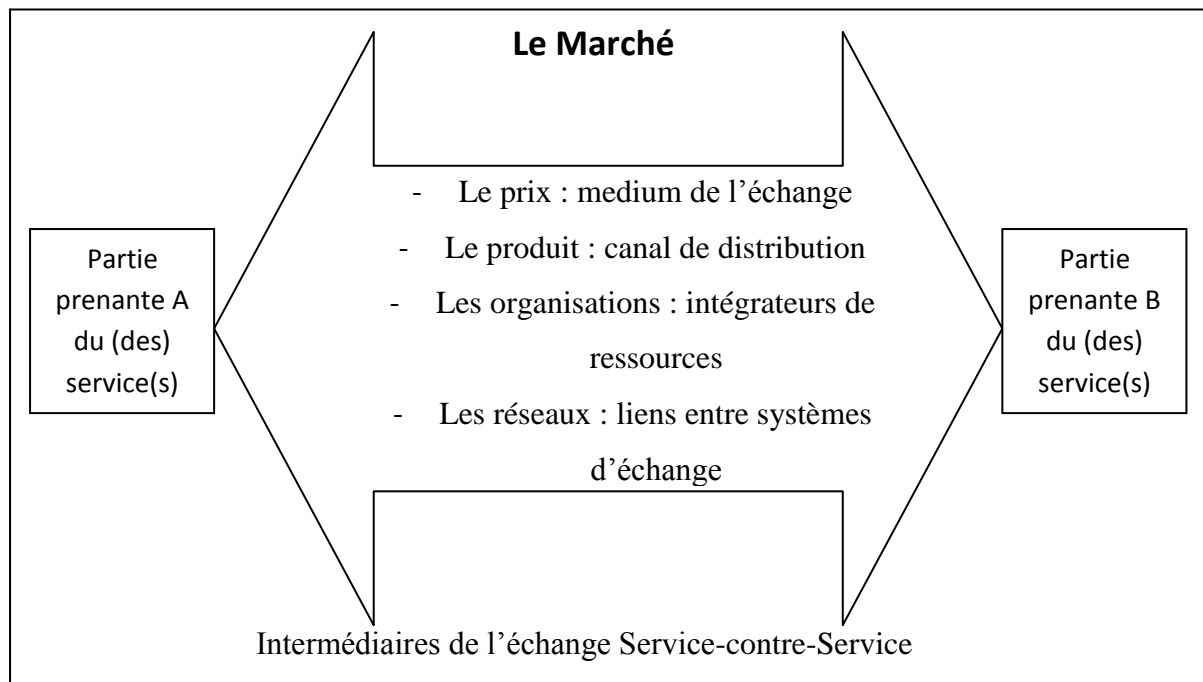 Le Marché
- Le prix : medium de l’échange
- Le produit : canal de distribution
- Les organisations : intégrateurs de
ressources
- Les réseaux : liens entre systèmes
d’échange
Partie
prenante A
du (des)
service(s)
Partie
prenante B
du (des)
service(s)
Intermédiaires de l’échange Service-contre-Service